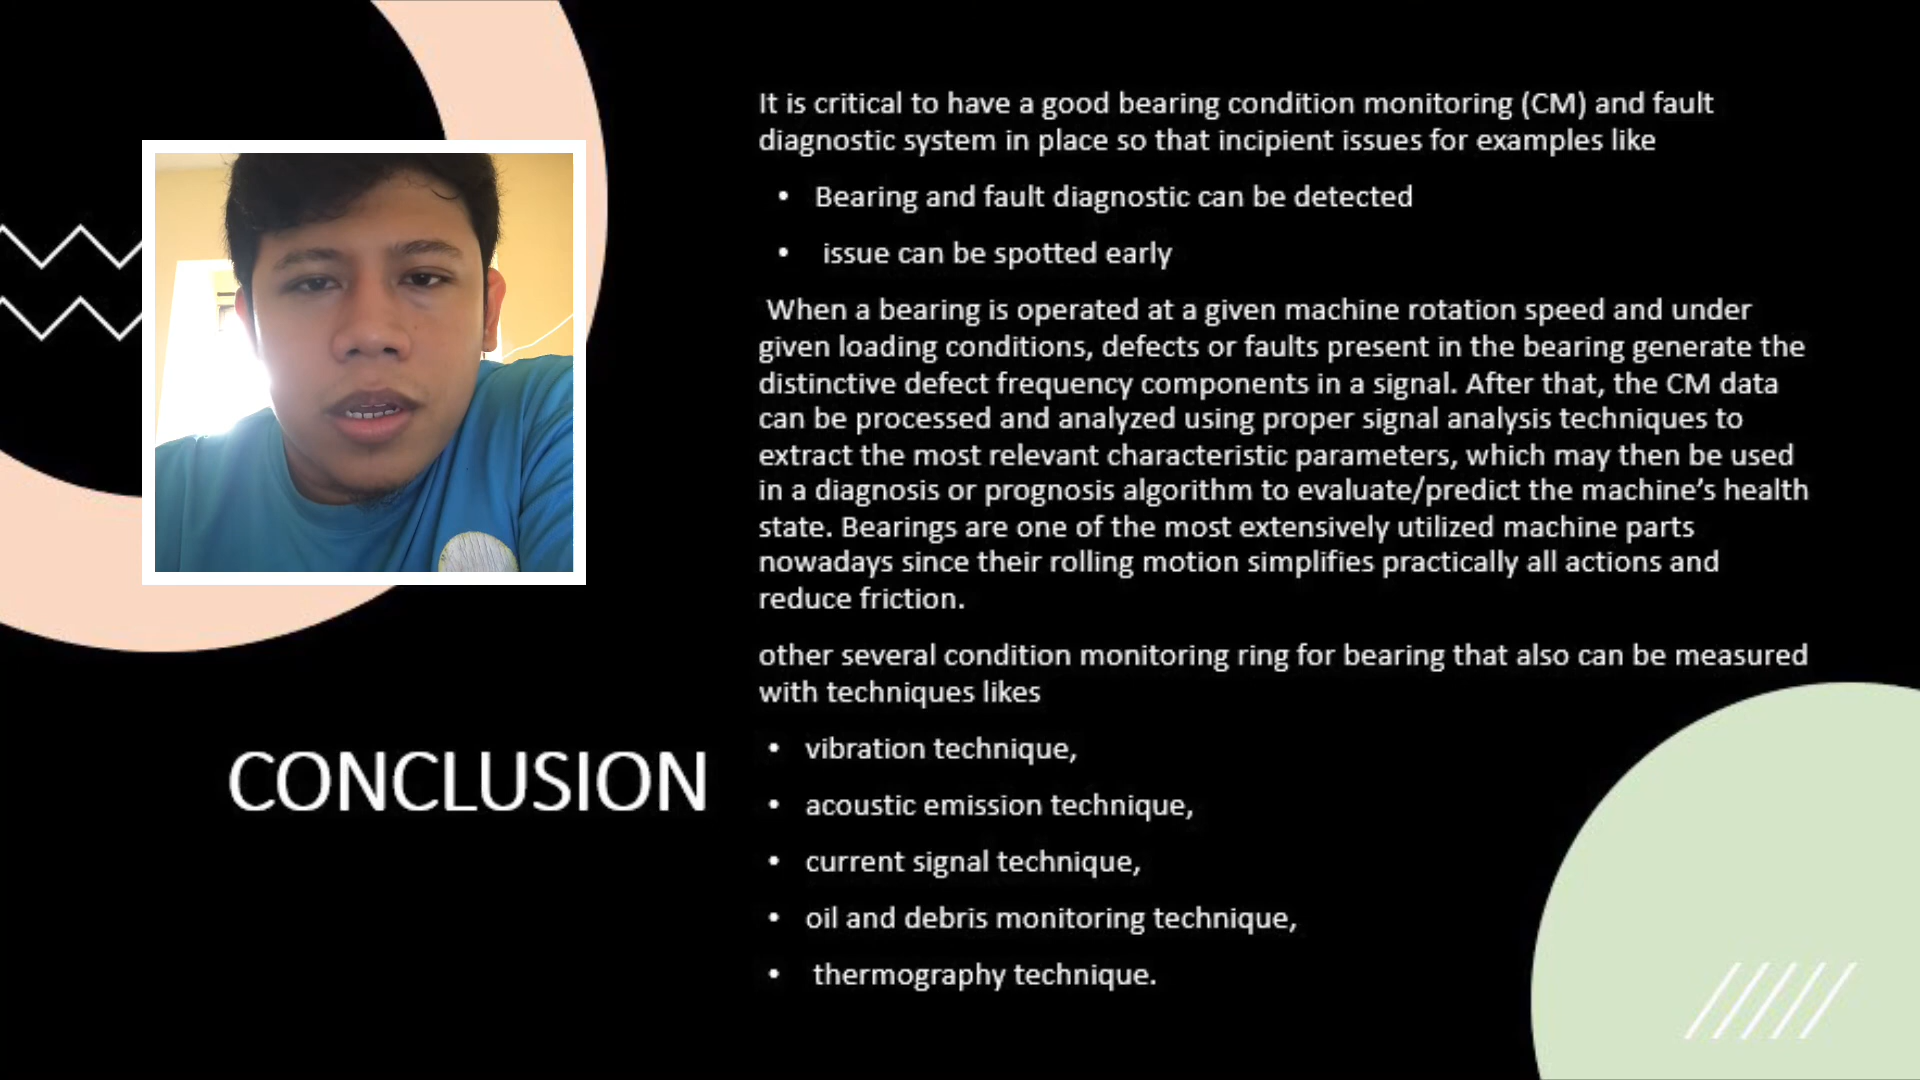 It is critical to have a good bearing condition monitoring (CM) and fault
diagnostic system in place so that incipient issues for examples like
• Bearing and fault diagnostic can be detected
• issue can be spotted early
When a bearing is operated at a given machine rotation speed and under
given loading conditions, defects or faults present in the bearing generate the
distinctive defect frequency components in a signal. After that, the CM data
can be processed and analyzed using proper signal analysis techniques to
extract the most relevant characteristic parameters, which may then be used
in a diagnosis or prognosis algorithm to evaluate/predict the machine’s health
state. Bearings are one of the most extensively utilized machine parts
nowadays since their rolling motion simplifies practically all actions and
reduce friction.
other several condition monitoring ring for bearing that also can be measured
with techniques likes
• vibration technique,
• acoustic emission technique,
• current signal technique,
• oil and debris monitoring technique,
• thermography technique.
CONCLUSION